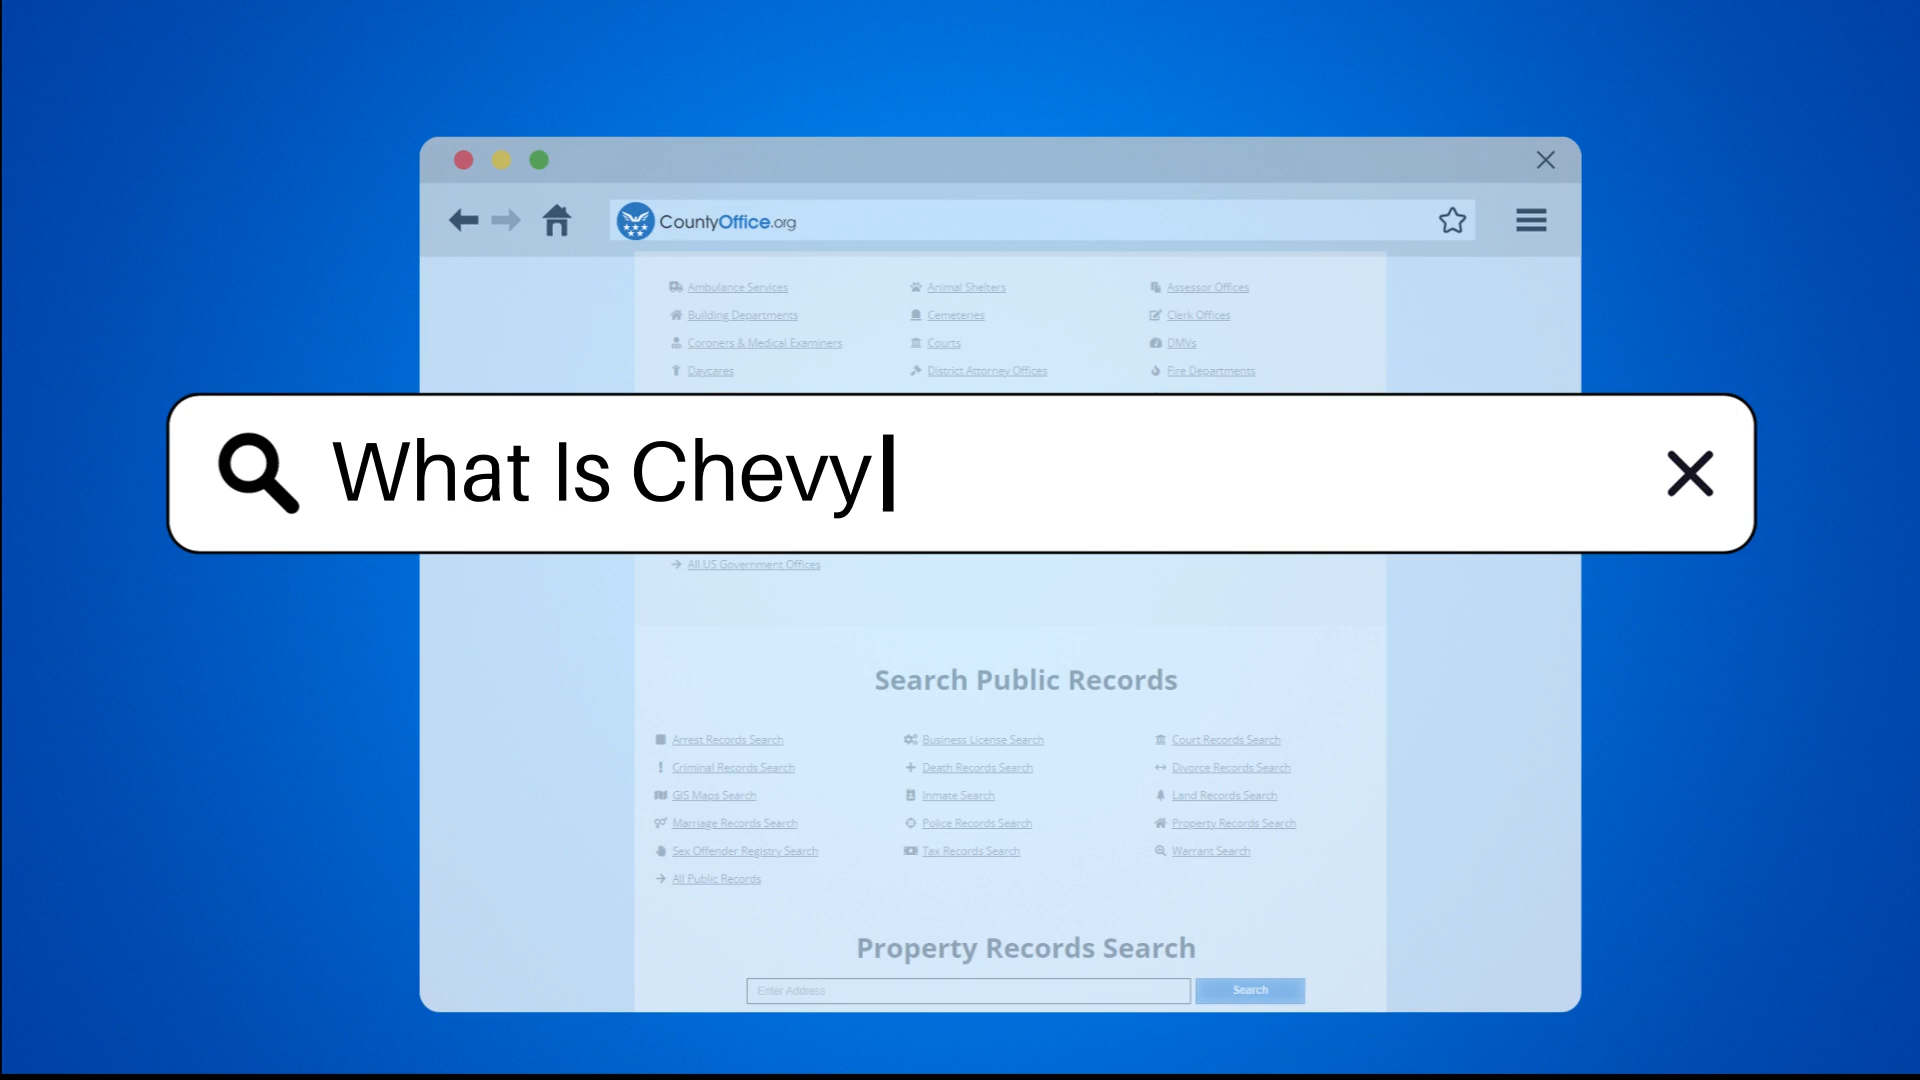 CountyOffice.org
Ambulance Services Animal Shelters Assessor Offices
Building Departments Cemeteries Clerk Offices
Coroners & Medical Examiners Courts DMVs
Daycares District Attorney Offices Fire Departments
What Is Chevy
All US Government Offices
Search Public Records
Arrest Records Search Business License Search Court Records Search
Criminal Records Search Death Records Search Divorce Records Search
GIS Maps Search Inmate Search Land Records Search
Marriage Records Search Police Records Search Property Records Search
Sex Offender Registry Search Tax Records Search Warrant Search
All Public Records
Property Records Search
Enter Address Search